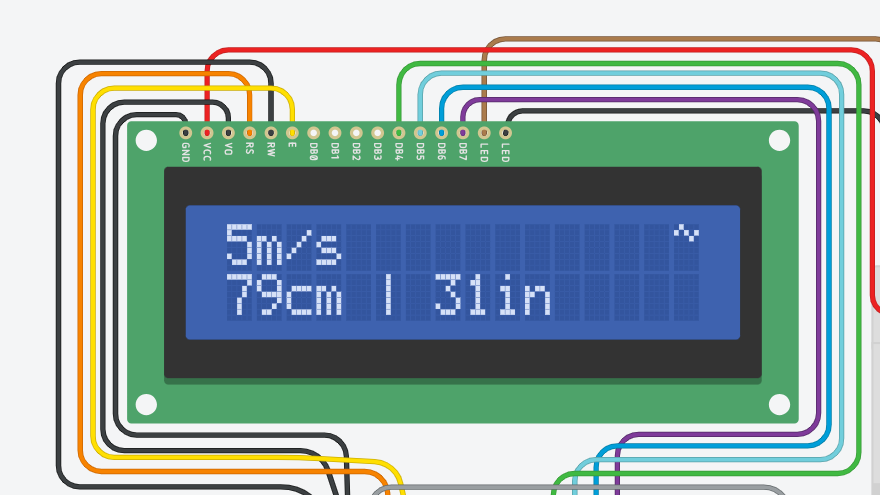 GND VCC VO RS RW E DB0 DB1 DB2 DB3 DB4 DB5 DB6 DB7 LED LED
5m/s ~
79cm | 31in